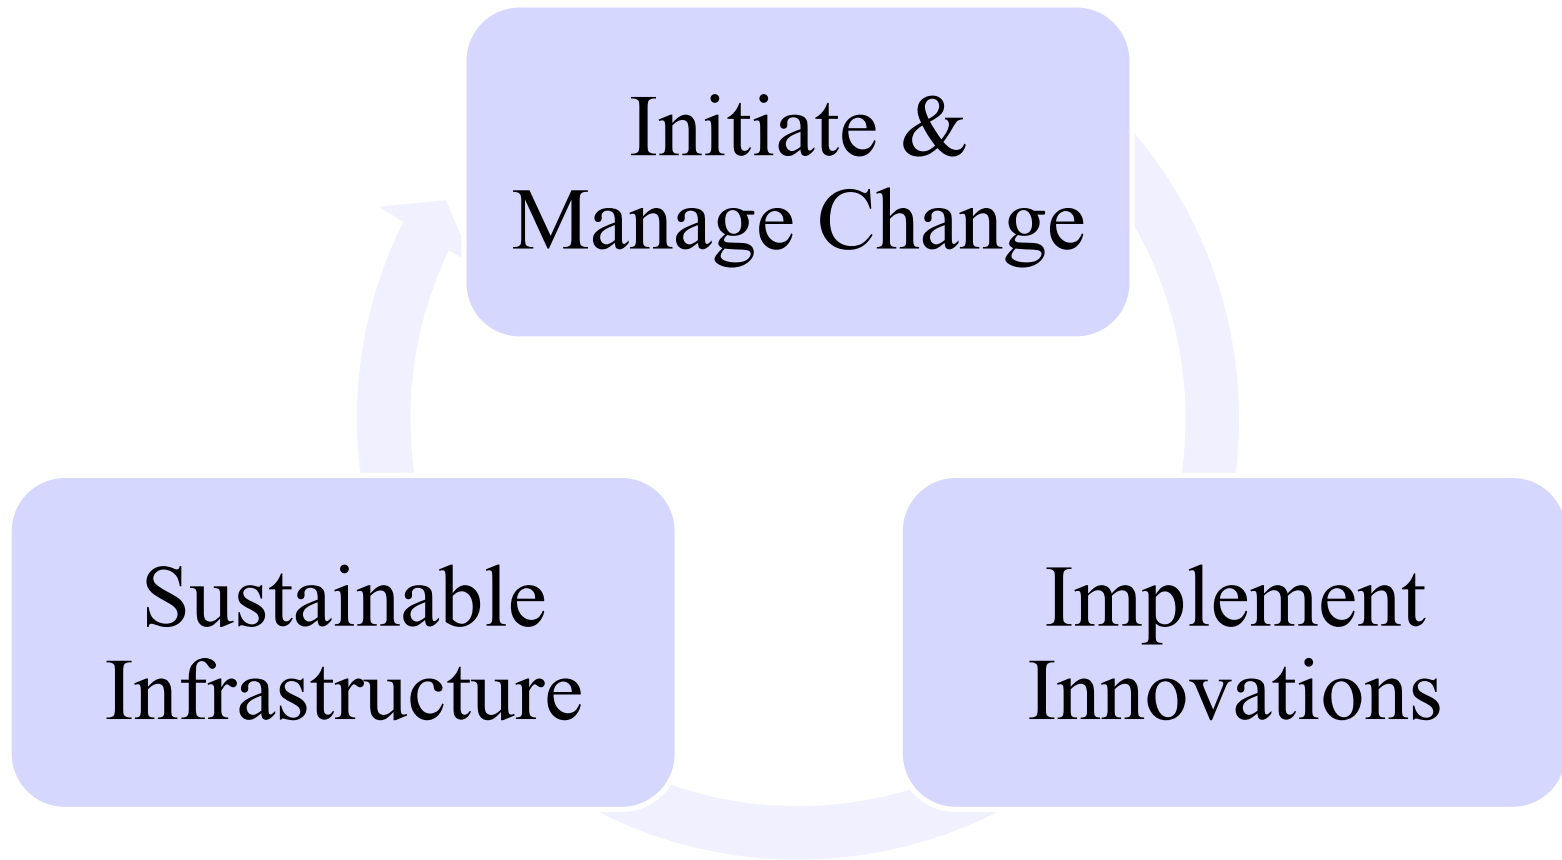 Initiate &
Manage Change
Sustainable
Infrastructure
Implement
Innovations